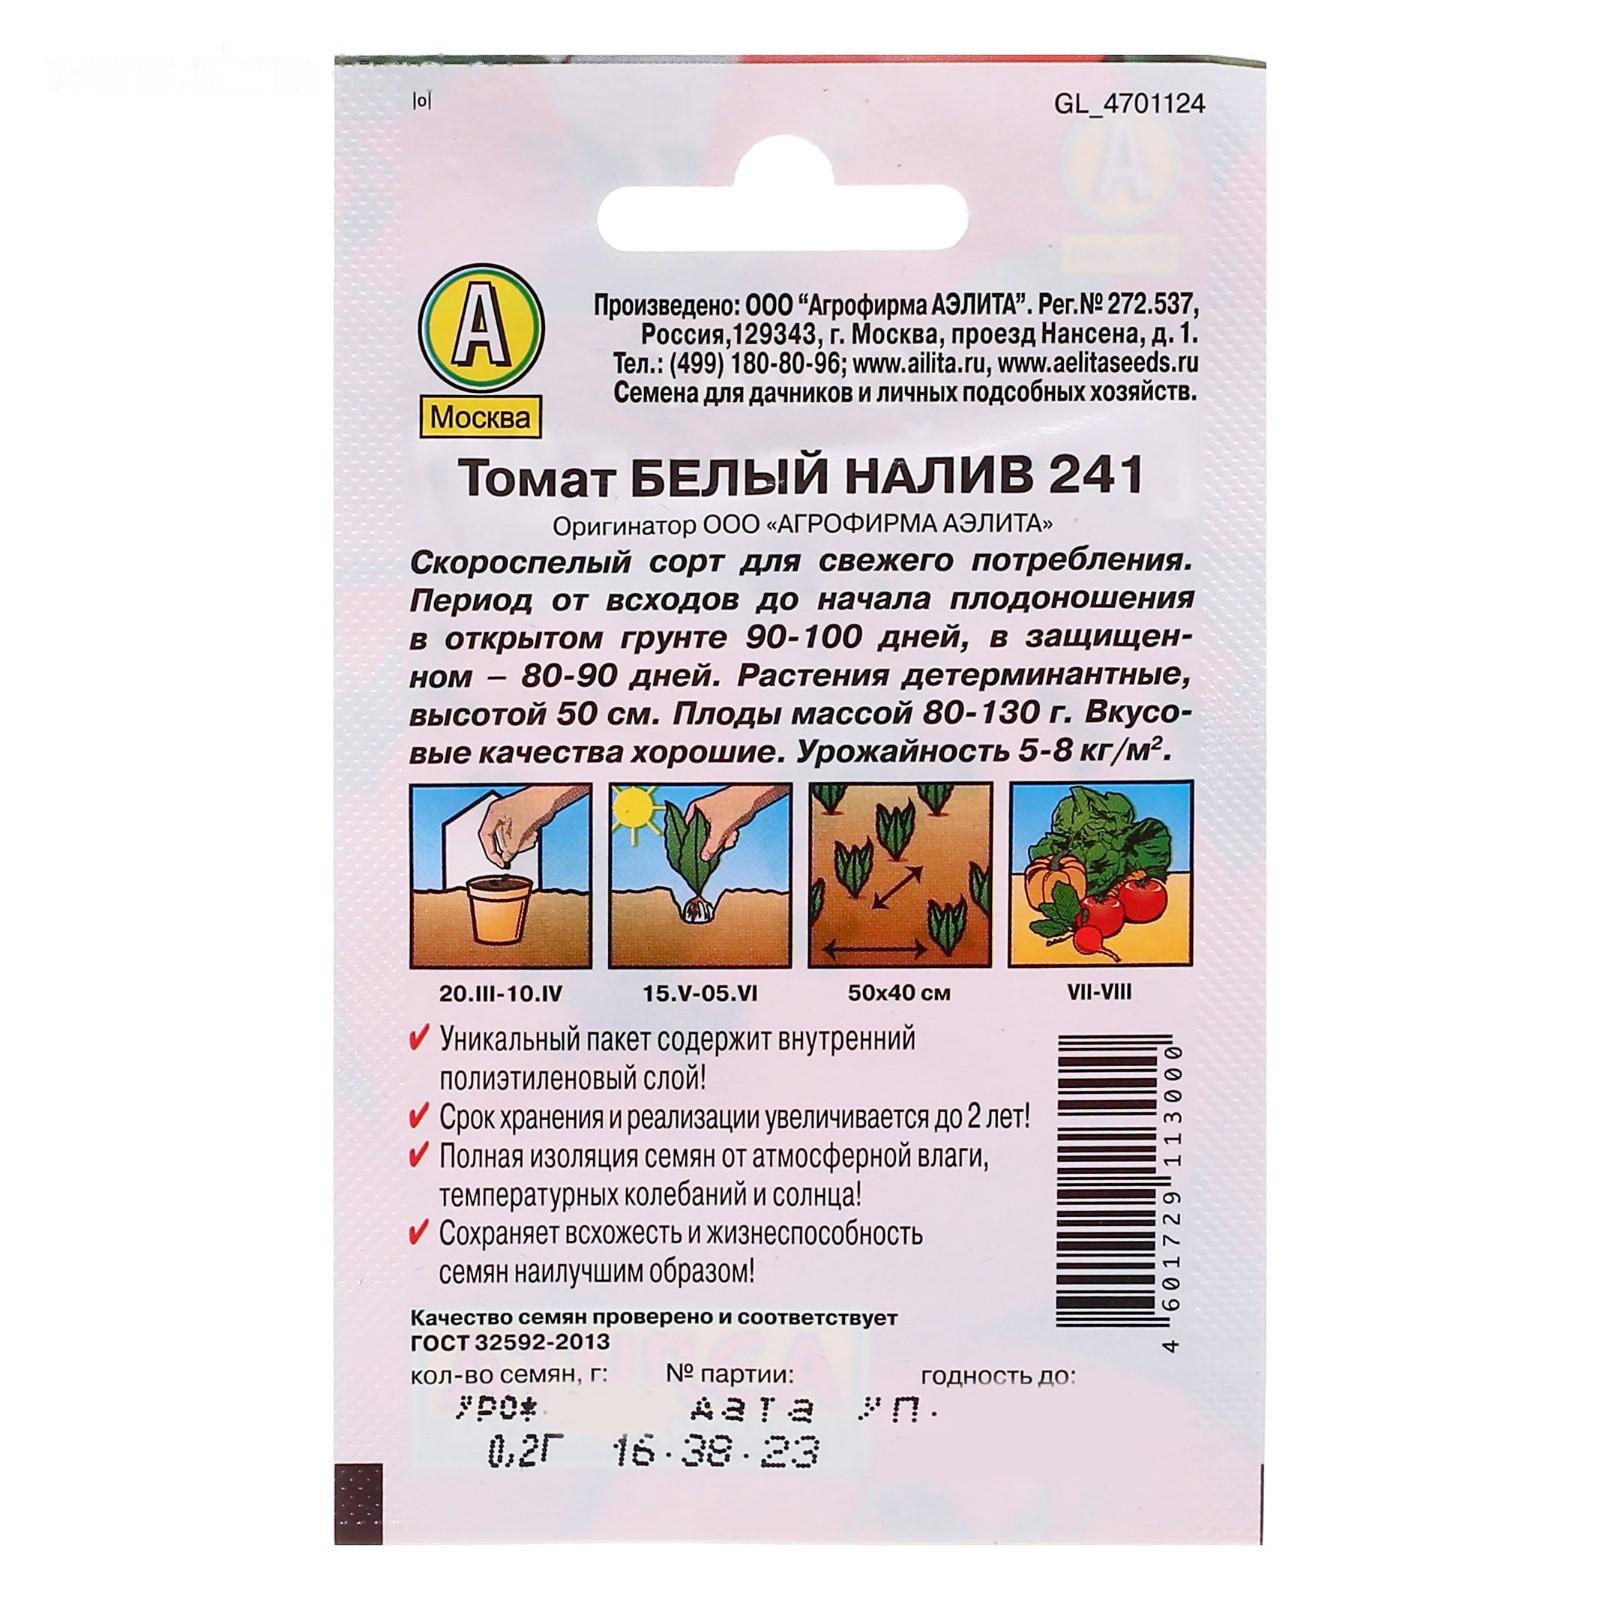 |о|
GL_4701124
А
Москва
Произведено: ООО “Агрофирма АЭЛИТА”. Рег.№ 272.537,
Россия,129343, г. Москва, проезд Нансена, д. 1.
Тел.: (499) 180-80-96; www.ailita.ru, www.aelitaseeds.ru
Семена для дачников и личных подсобных хозяйств.
Томат БЕЛЫЙ НАЛИВ 241
Оригинатор ООО «АГРОФИРМА АЭЛИТА»
Скороспелый сорт для свежего потребления.
Период от всходов до начала плодоношения
в открытом грунте 90-100 дней, в защищен-
ном – 80-90 дней. Растения детерминантные,
высотой 50 см. Плоды массой 80-130 г. Вкусо-
вые качества хорошие. Урожайность 5-8 кг/м².
20.III-10.IV 15.V-05.VI 50х40 см VII-VIII
Уникальный пакет содержит внутренний
полиэтиленовый слой!
Срок хранения и реализации увеличивается до 2 лет!
Полная изоляция семян от атмосферной влаги,
температурных колебаний и солнца!
Сохраняет всхожесть и жизнеспособность
семян наилучшим образом!
4 601729 113000
Качество семян проверено и соответствует
ГОСТ 32592-2013
кол-во семян, г: № партии: годность до:
урож. дата уп.
0,2г 16.38.23